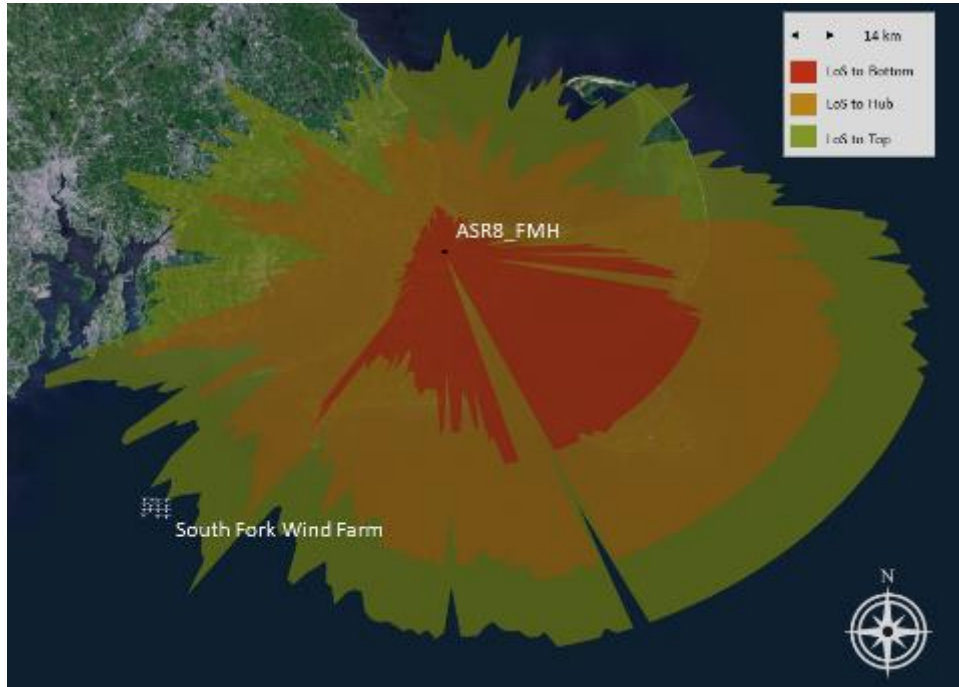 14 km
LoS to Bottom
LoS to Hub
LoS to Top
ASR8_FMH
South Fork Wind Farm
N